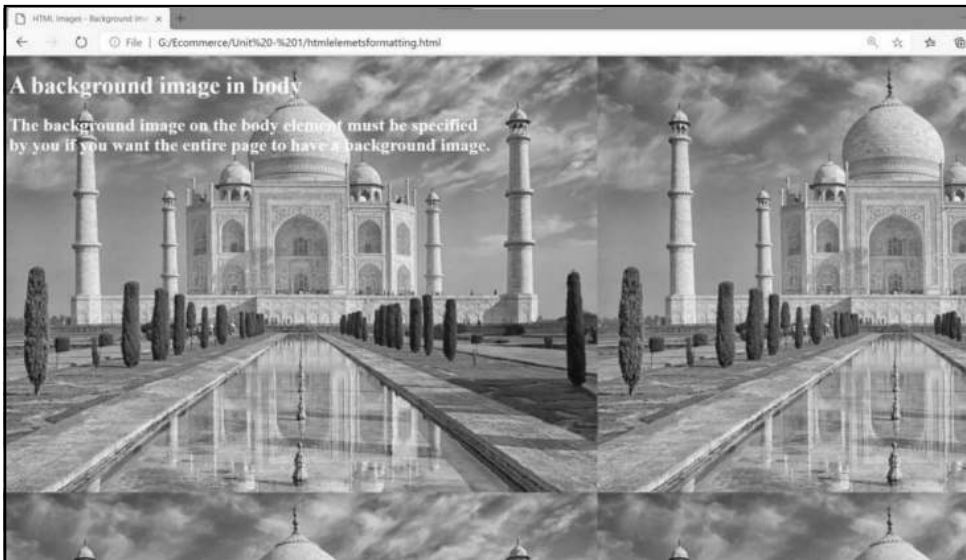 HTML Images - Background Im
File | G:/Ecommerce/Unit%20-%201/htmlelemetsformatting.html
A background image in body
The background image on the body element must be specified
by you if you want the entire page to have a background image.